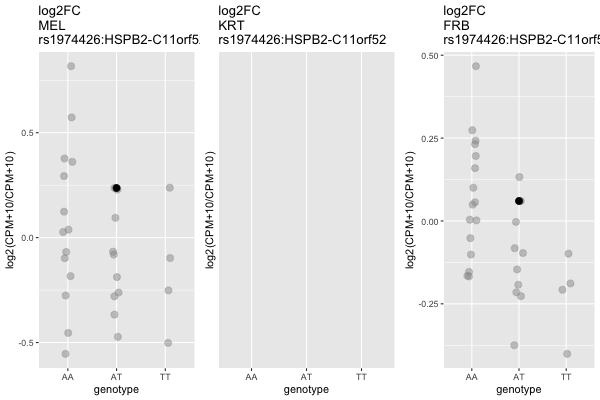 log2FC
MEL
rs1974426:HSPB2-C11orf5
log2(CPM+10/CPM+10)
0.5
0.0
-0.5
AA AT TT
genotype
log2FC
KRT
rs1974426:HSPB2-C11orf52
log2(CPM+10/CPM+10)
AA AT TT
genotype
log2FC
FRB
rs1974426:HSPB2-C11orf5
log2(CPM+10/CPM+10)
0.50
0.25
0.00
-0.25
AA AT TT
genotype